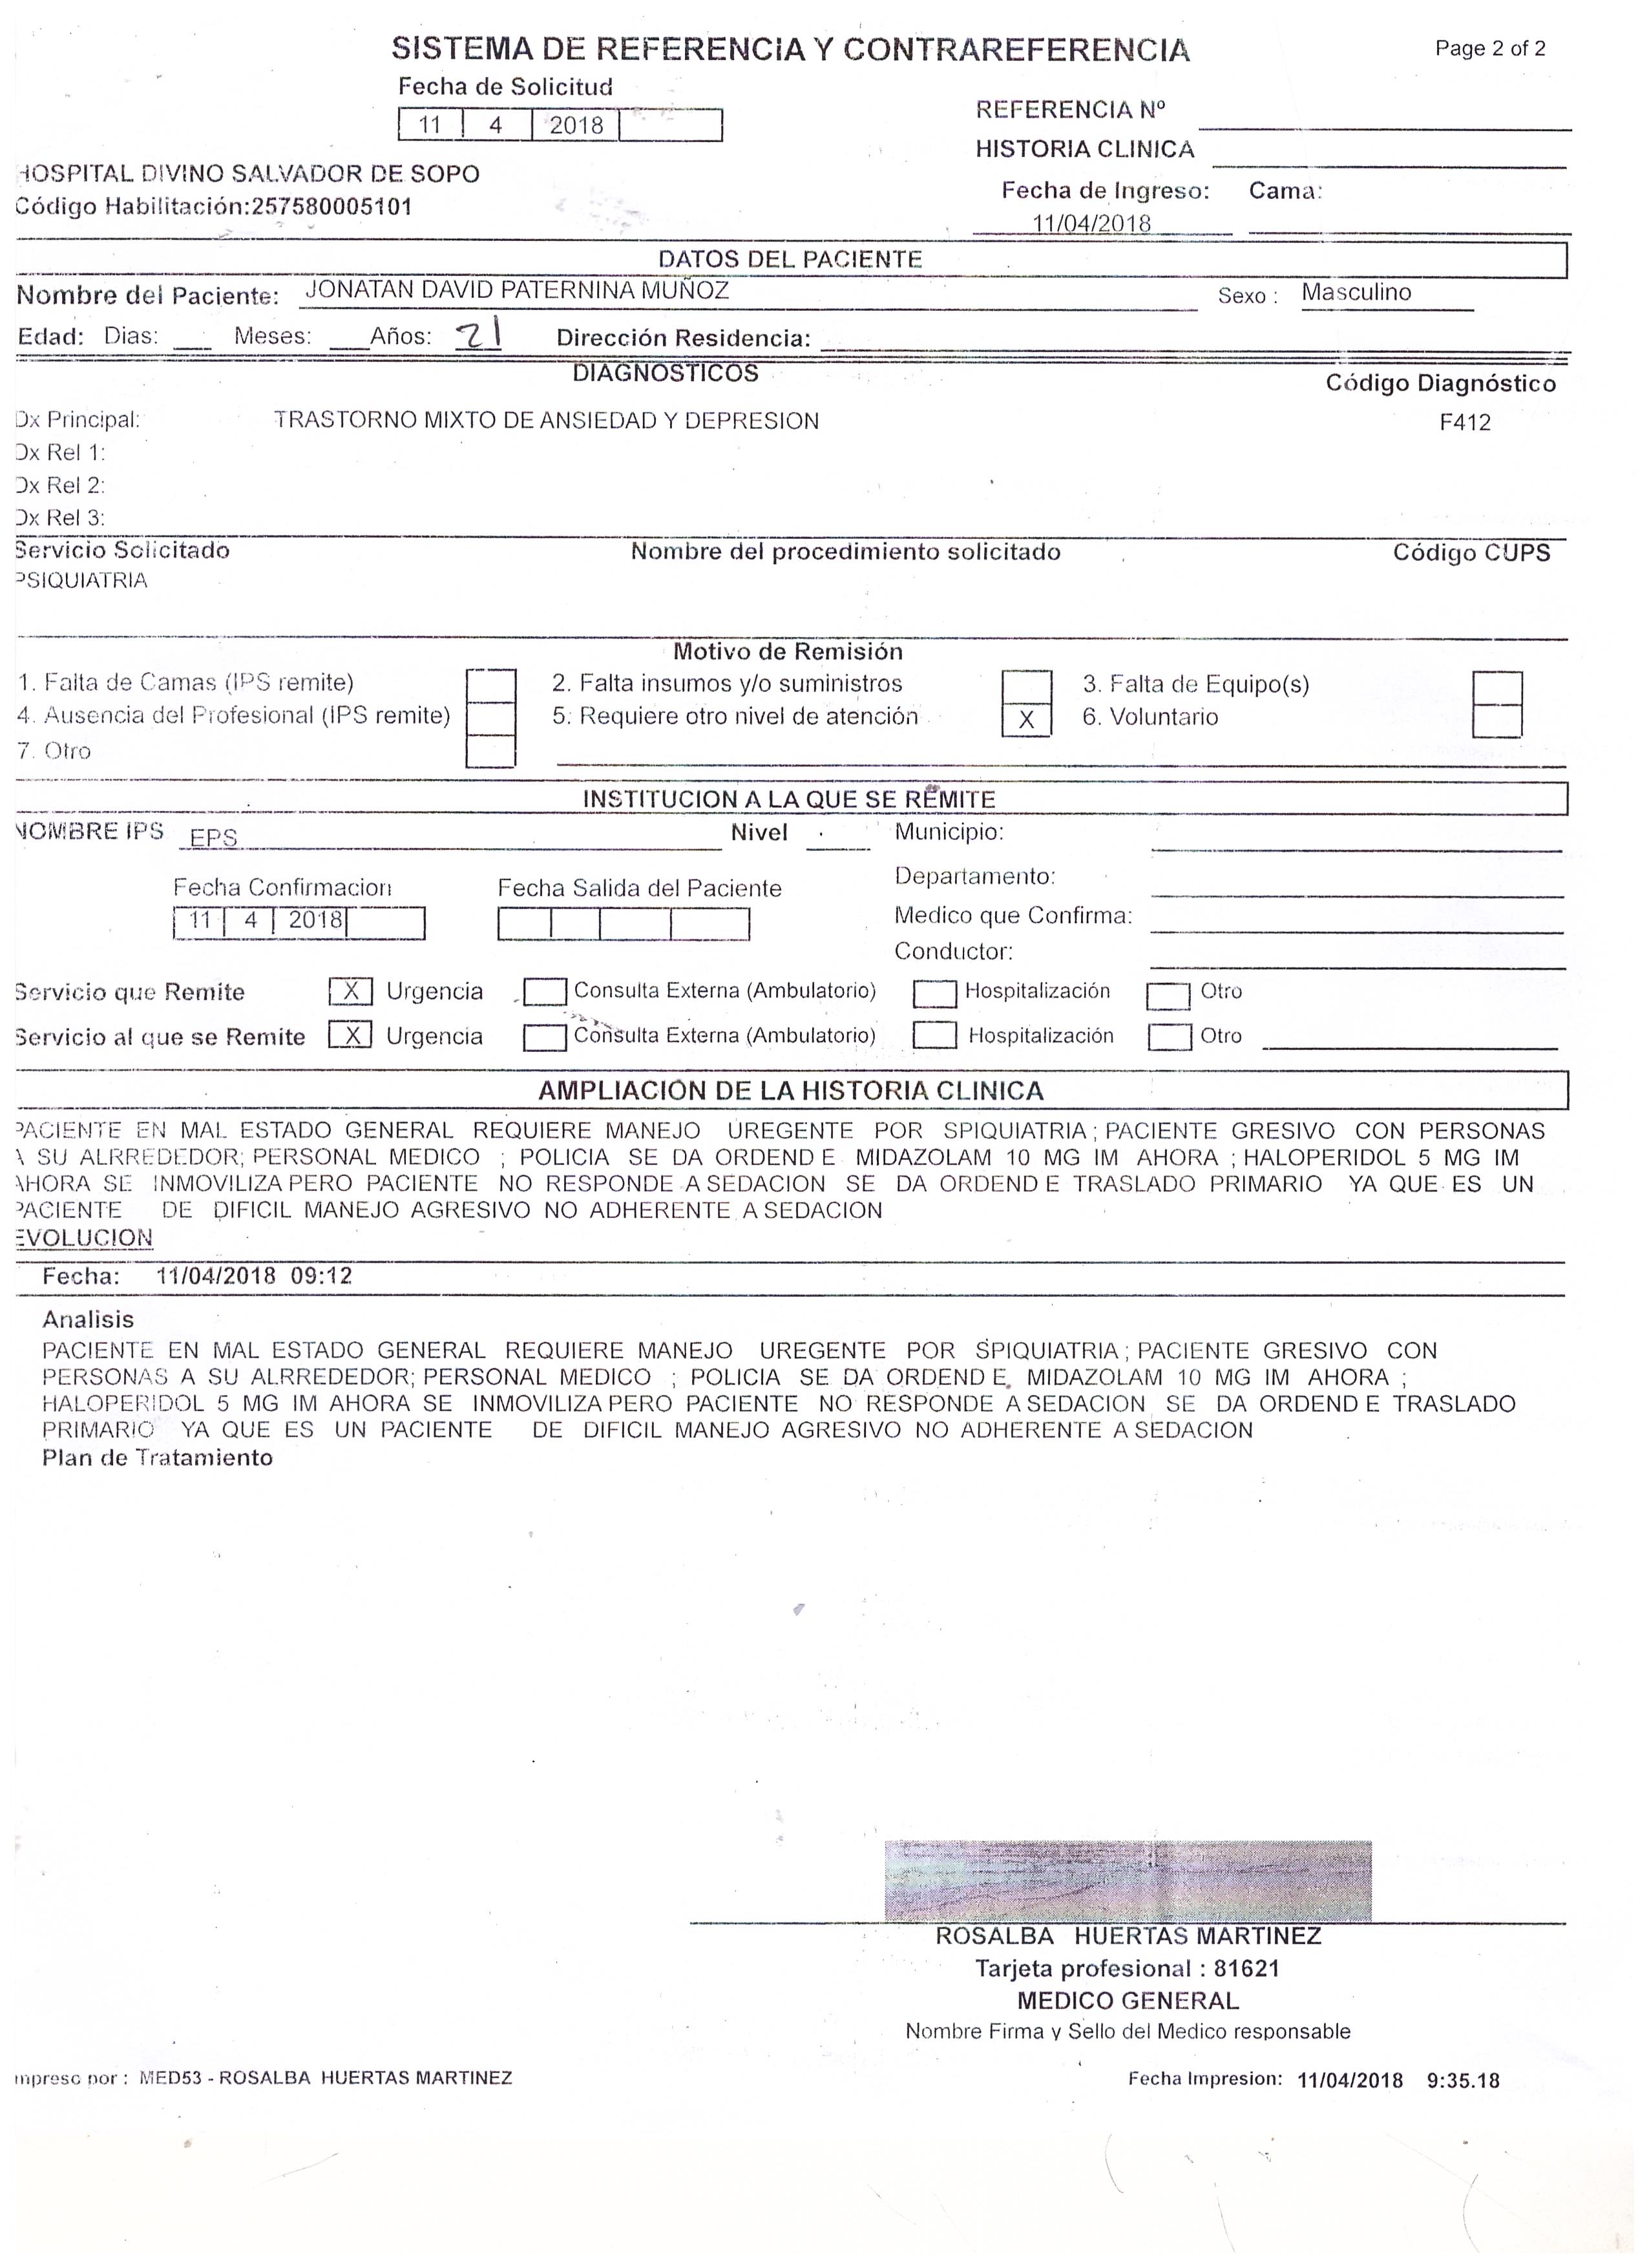 SISTEMA DE REFERENCIA Y CONTRAREFERENCIA
Page 2 of 2
Fecha de Solicitud
11 4 2018
REFERENCIA Nº
HISTORIA CLINICA
HOSPITAL DIVINO SALVADOR DE SOPO
Código Habilitación:257580005101
Fecha de Ingreso: Cama:
11/04/2018
DATOS DEL PACIENTE
Nombre del Paciente: JONATAN DAVID PATERNINA MUÑOZ Sexo : Masculino
Edad: Dias: Meses: Años: 21 Dirección Residencia:
DIAGNOSTICOS
Código Diagnóstico
Dx Principal: TRASTORNO MIXTO DE ANSIEDAD Y DEPRESION F412
Dx Rel 1:
Dx Rel 2:
Dx Rel 3:
Servicio Solicitado Nombre del procedimiento solicitado Código CUPS
PSIQUIATRIA
Motivo de Remisión
1. Falta de Camas (IPS remite) 2. Falta insumos y/o suministros 3. Falta de Equipo(s)
4. Ausencia del Profesional (IPS remite) 5. Requiere otro nivel de atención X 6. Voluntario
7. Otro
INSTITUCION A LA QUE SE REMITE
NOMBRE IPS EPS Nivel Municipio:
Departamento:
Fecha Confirmacion Fecha Salida del Paciente
11 4 2018
Medico que Confirma:
Conductor:
Servicio que Remite X Urgencia Consulta Externa (Ambulatorio) Hospitalización Otro
Servicio al que se Remite X Urgencia Consulta Externa (Ambulatorio) Hospitalización Otro
AMPLIACION DE LA HISTORIA CLINICA
PACIENTE EN MAL ESTADO GENERAL REQUIERE MANEJO UREGENTE POR SPIQUIATRIA ; PACIENTE GRESIVO CON PERSONAS
A SU ALRREDEDOR; PERSONAL MEDICO ; POLICIA SE DA ORDEND E MIDAZOLAM 10 MG IM AHORA ; HALOPERIDOL 5 MG IM
AHORA SE INMOVILIZA PERO PACIENTE NO RESPONDE A SEDACION SE DA ORDEND E TRASLADO PRIMARIO YA QUE ES UN
PACIENTE DE DIFICIL MANEJO AGRESIVO NO ADHERENTE A SEDACION
EVOLUCION
Fecha: 11/04/2018 09:12
Analisis
PACIENTE EN MAL ESTADO GENERAL REQUIERE MANEJO UREGENTE POR SPIQUIATRIA ; PACIENTE GRESIVO CON
PERSONAS A SU ALRREDEDOR; PERSONAL MEDICO ; POLICIA SE DA ORDEND E MIDAZOLAM 10 MG IM AHORA ;
HALOPERIDOL 5 MG IM AHORA SE INMOVILIZA PERO PACIENTE NO RESPONDE A SEDACION SE DA ORDEND E TRASLADO
PRIMARIO YA QUE ES UN PACIENTE DE DIFICIL MANEJO AGRESIVO NO ADHERENTE A SEDACION
Plan de Tratamiento
ROSALBA HUERTAS MARTINEZ
Tarjeta profesional : 81621
MEDICO GENERAL
Nombre Firma y Sello del Medico responsable
mpreso por : MED53 - ROSALBA HUERTAS MARTINEZ
Fecha Impresion: 11/04/2018 9:35.18